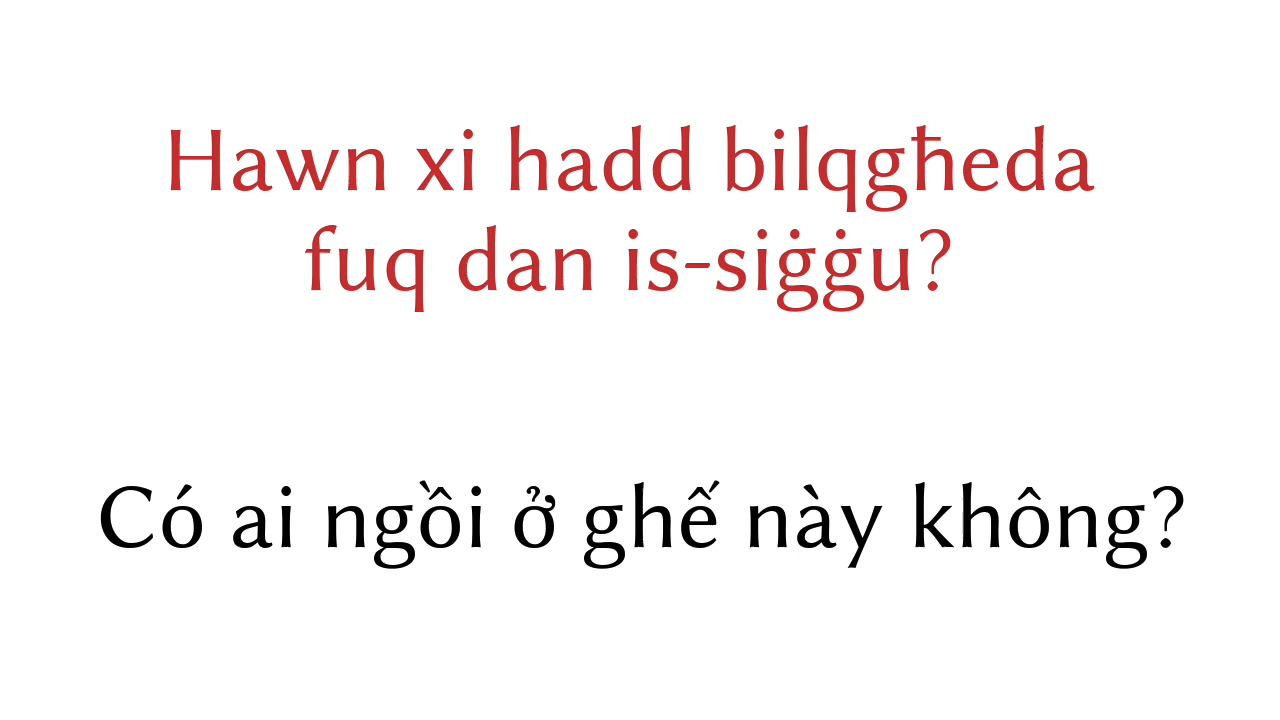 Hawn xi hadd bilqgħeda
fuq dan is-siġġu?
Có ai ngồi ở ghế này không?